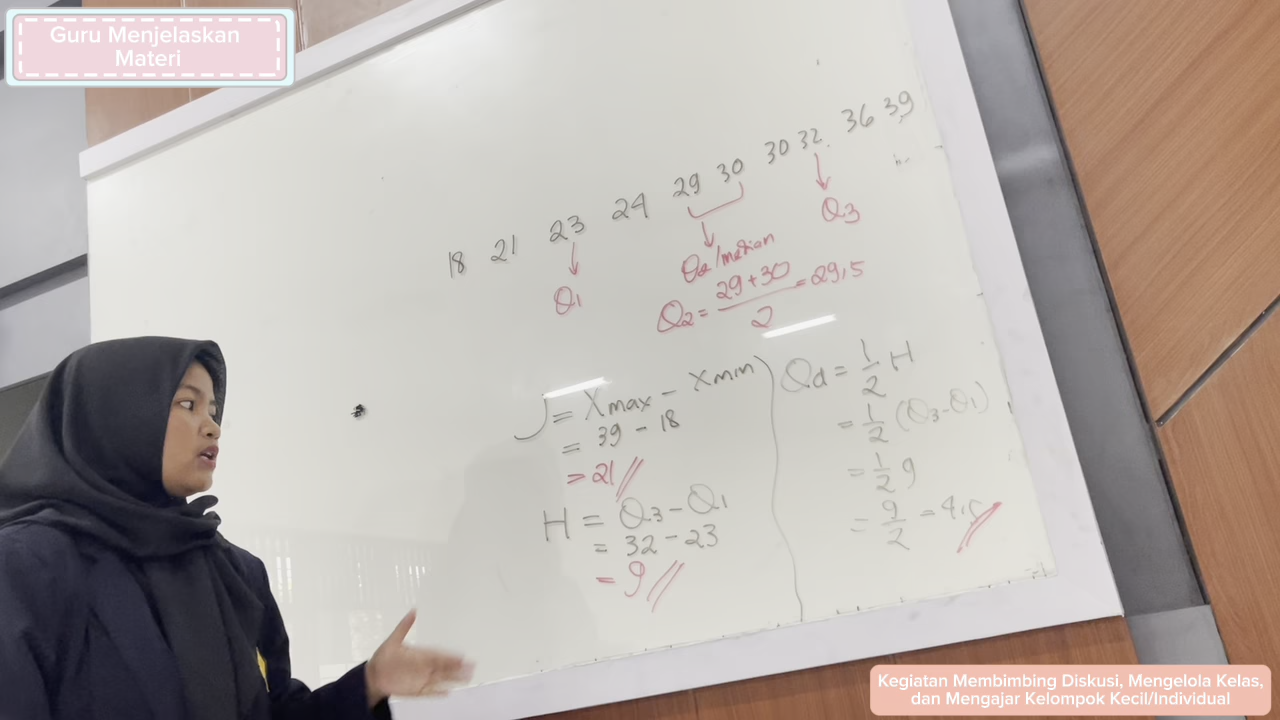 Guru Menjelaskan
Materi
18 21 23 24 29 30 30 32 36 39
Q1
Q2/median
Q3
Q2 = 29+30 / 2 = 29,5
J = Xmax - Xmin
= 39 - 18
= 21 //
H = Q3 - Q1
= 32 - 23
= 9 //
Qd = 1/2 H
= 1/2 (Q3 - Q1)
= 1/2 9
= 9/2 = 4,5 //
Kegiatan Membimbing Diskusi, Mengelola Kelas,
dan Mengajar Kelompok Kecil/Individual